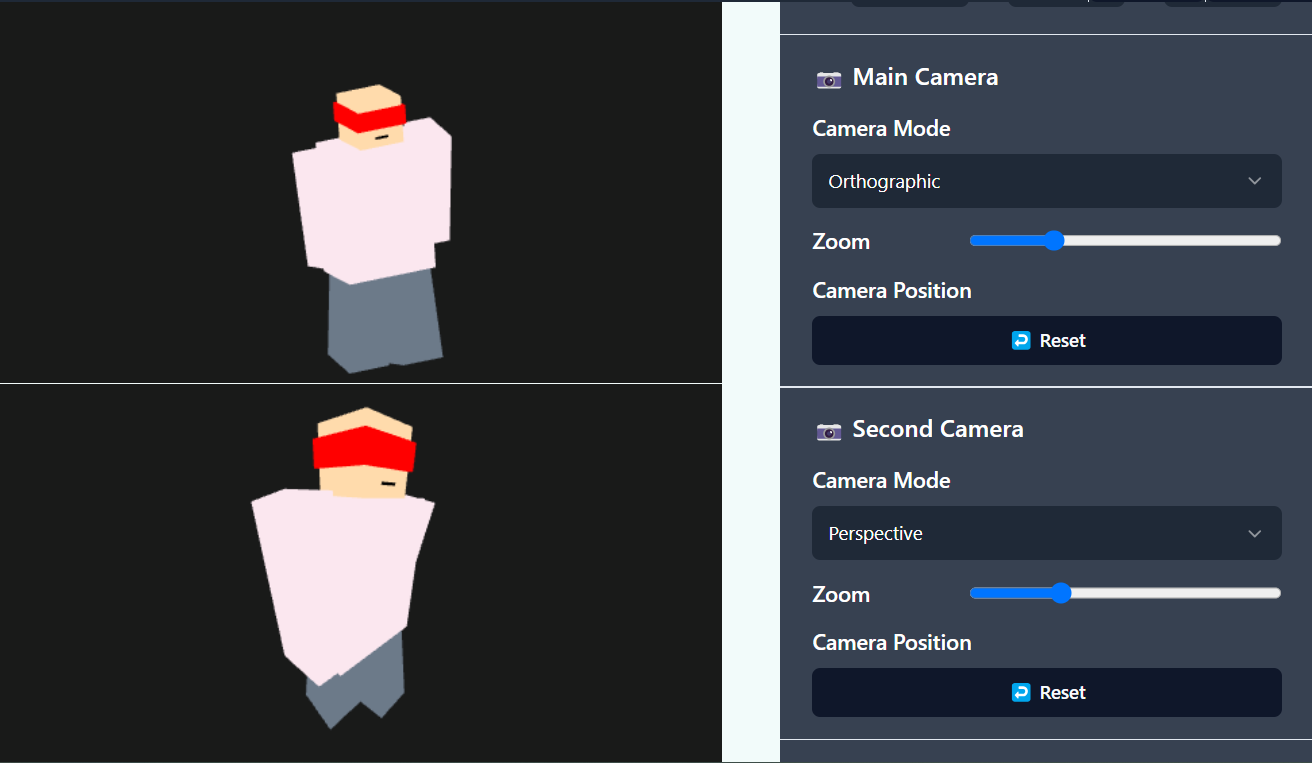 Main Camera
Camera Mode
Orthographic
Zoom
Camera Position
Reset
Second Camera
Camera Mode
Perspective
Zoom
Camera Position
Reset